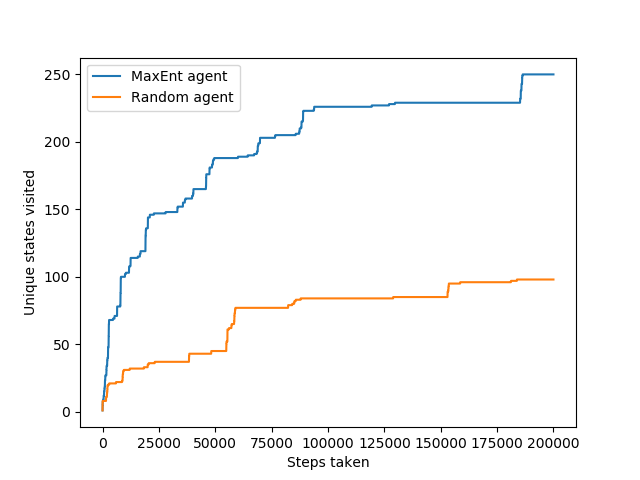 MaxEnt agent
Random agent
250
200
150
100
50
0
Unique states visited
0 25000 50000 75000 100000 125000 150000 175000 200000
Steps taken